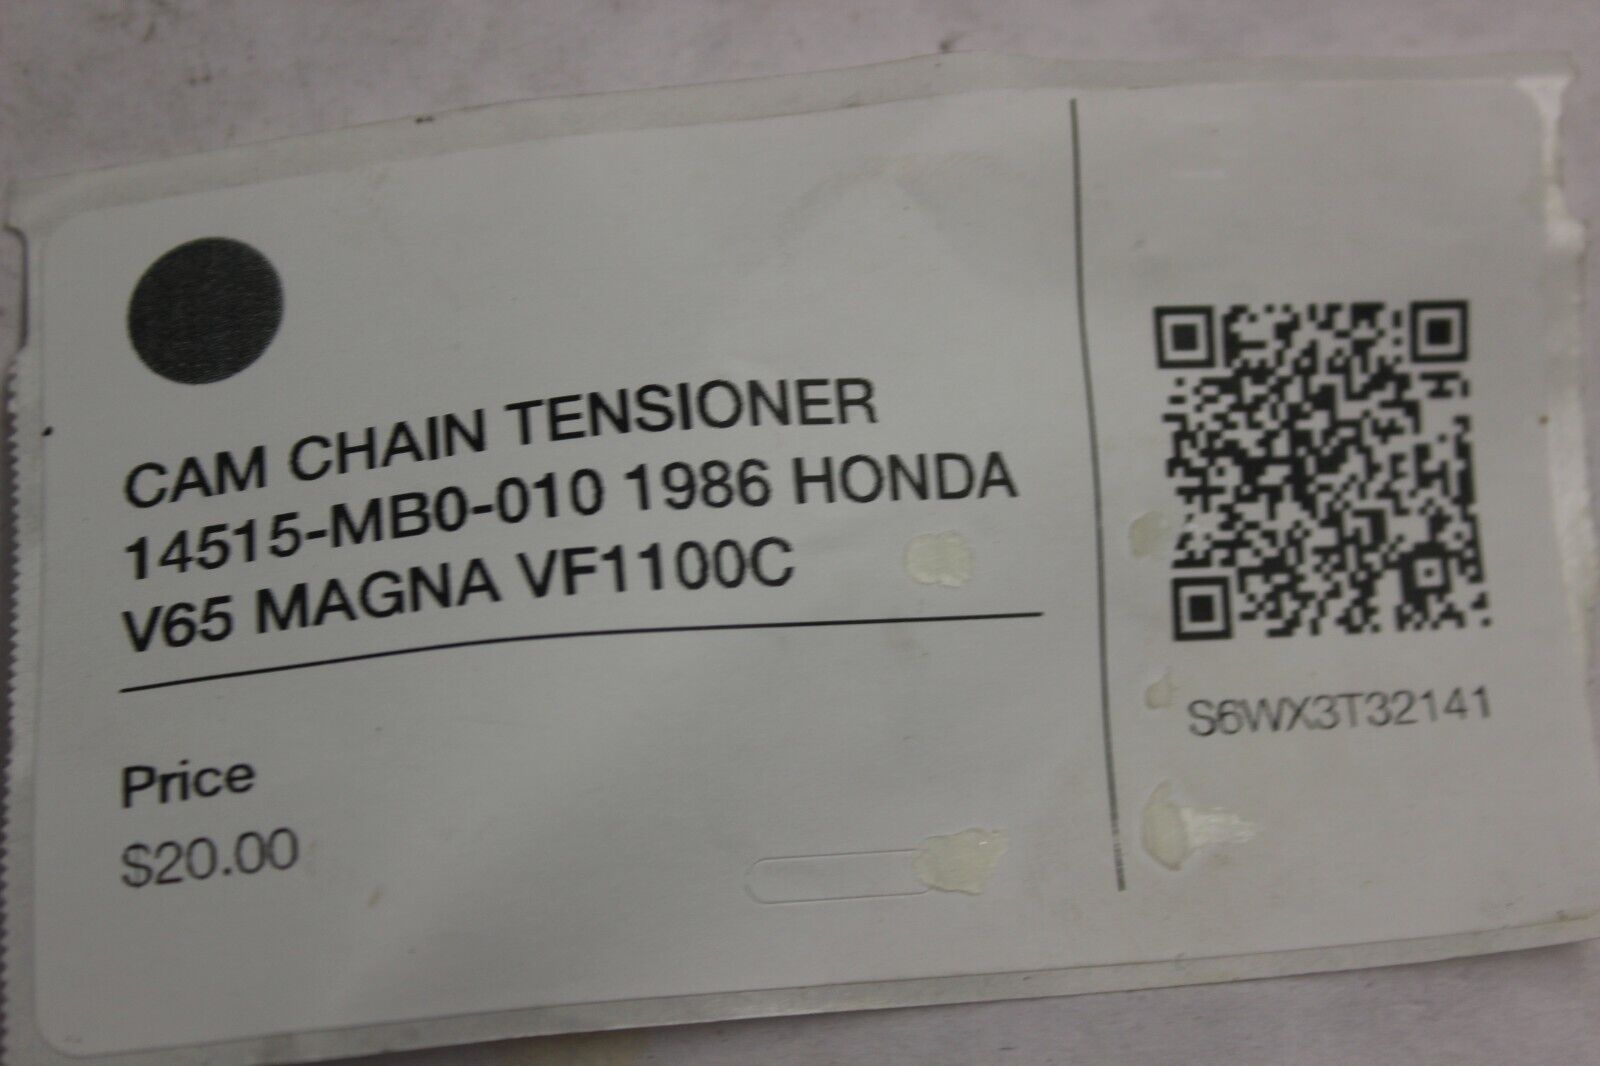 CAM CHAIN TENSIONER
14515-MB0-010 1986 HONDA
V65 MAGNA VF1100C
Price
$20.00
S6WX3T32141